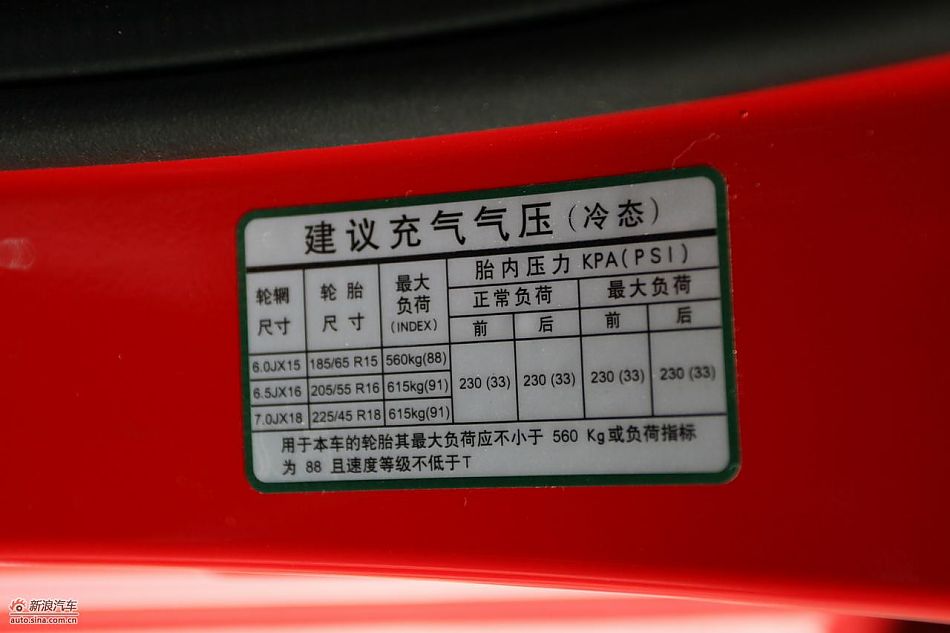 建议充气气压(冷态)
轮辋尺寸 轮胎尺寸 最大负荷(INDEX) 胎内压力 KPA(PSI)
正常负荷 最大负荷
前 后 前 后
6.0JX15 185/65 R15 560kg(88)
6.5JX16 205/55 R16 615kg(91) 230 (33) 230 (33) 230 (33) 230 (33)
7.0JX18 225/45 R18 615kg(91)
用于本车的轮胎其最大负荷应不小于 560 Kg或负荷指标
为 88 且速度等级不低于T
新浪汽车
auto.sina.com.cn